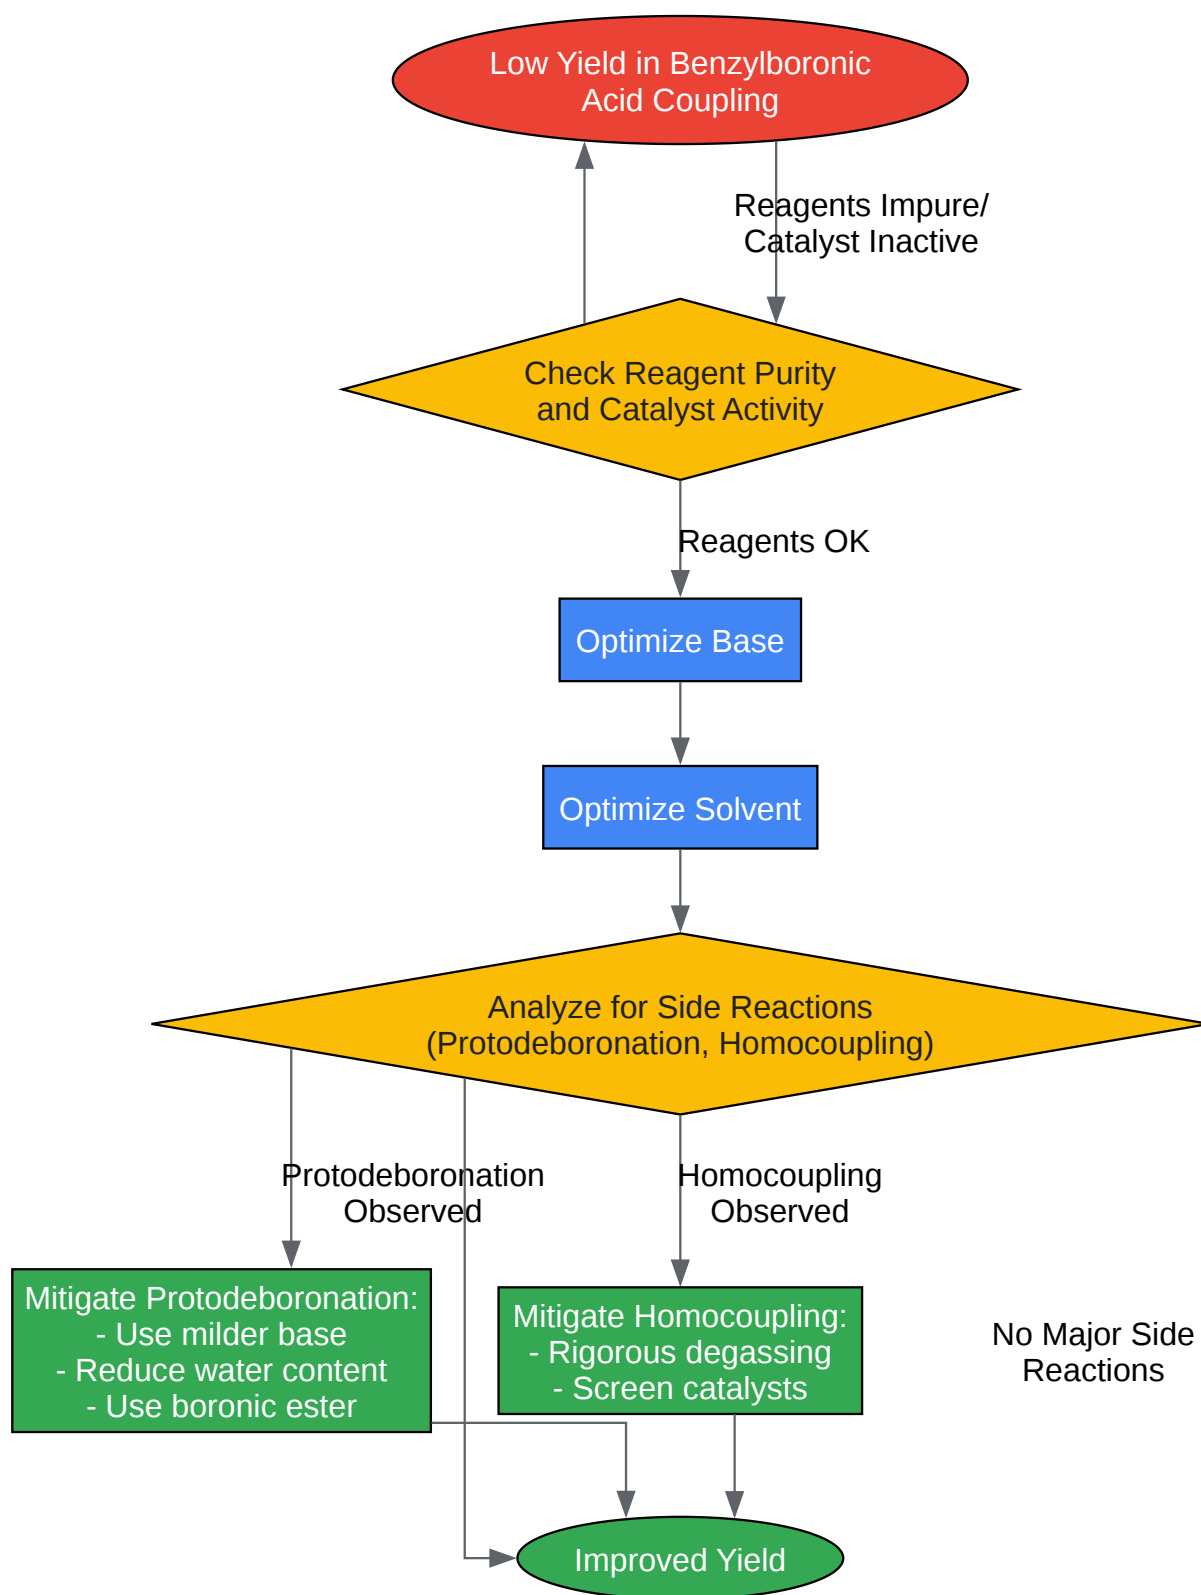 Low Yield in Benzylboronic
Acid Coupling
Reagents Impure/
Catalyst Inactive
Check Reagent Purity
and Catalyst Activity
Reagents OK
Optimize Base
Optimize Solvent
Analyze for Side Reactions
(Protodeboronation, Homocoupling)
Protodeboronation
Observed
Homocoupling
Observed
Mitigate Protodeboronation:
- Use milder base
- Reduce water content
- Use boronic ester
Mitigate Homocoupling:
- Rigorous degassing
- Screen catalysts
No Major Side
Reactions
Improved Yield